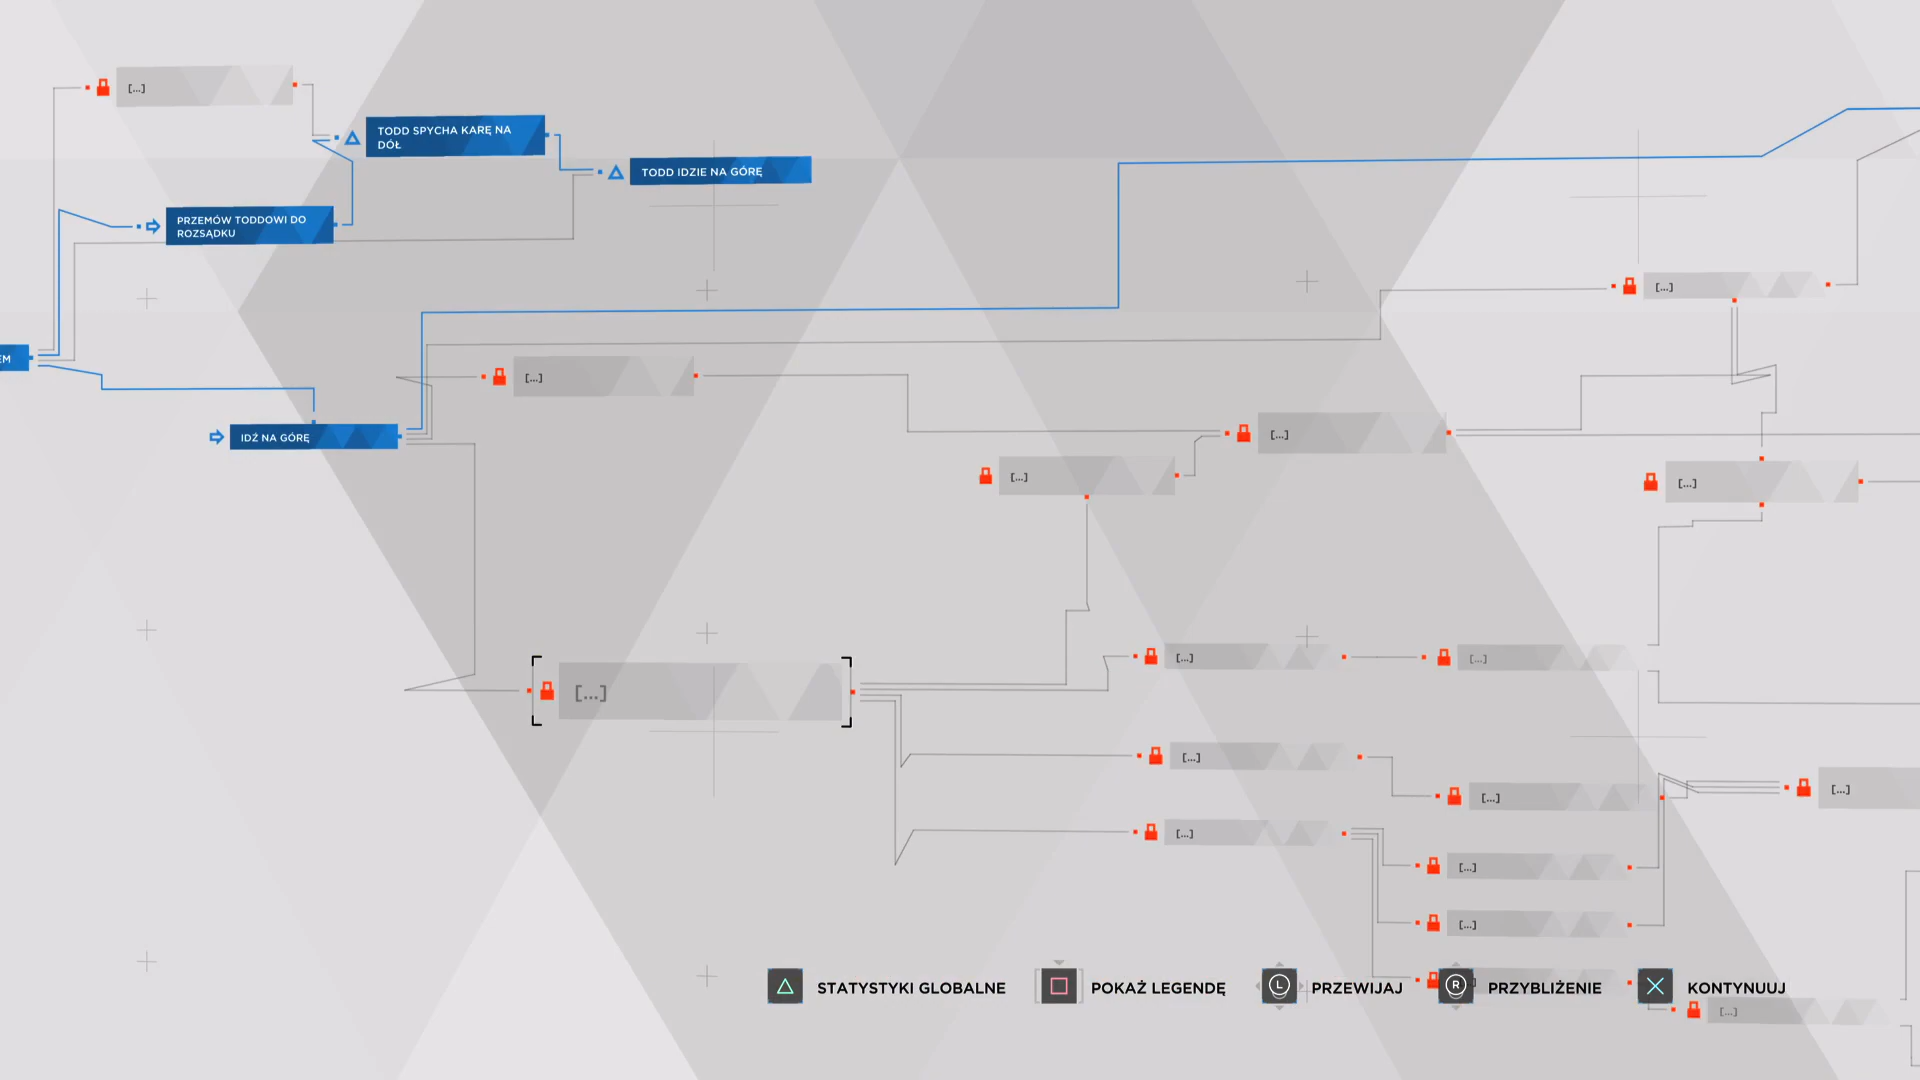 [...]
TODD SPYCHA KARĘ NA
DÓŁ
TODD IDZIE NA GÓRĘ
PRZEMÓW TODDOWI DO
ROZSĄDKU
[...]
EM
[...]
IDŹ NA GÓRĘ
[...]
[...]
[...]
[...]
[...]
[...]
[...]
[...]
[...]
[...]
[...]
[...]
STATYSTYKI GLOBALNE
POKAŻ LEGENDĘ
L
PRZEWIJAJ
R
PRZYBLIŻENIE
KONTYNUUJ
[...]